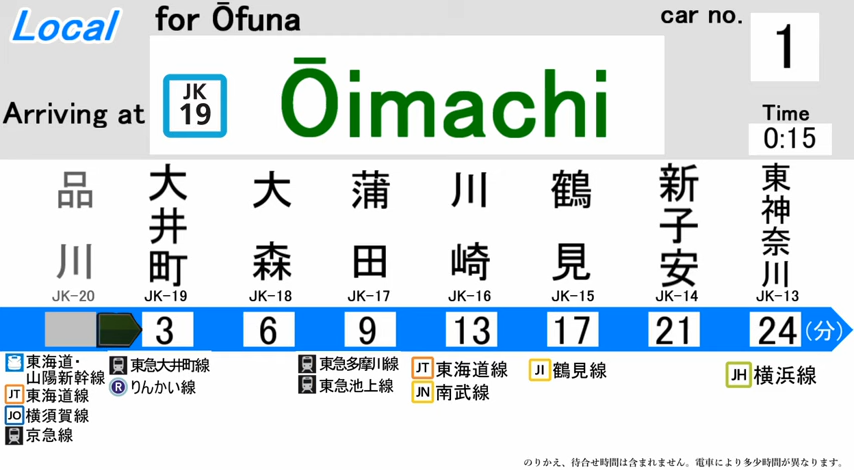 Local
for Ōfuna
car no.
1
Arriving at
JK
19
Ōimachi
Time
0:15
品川
大井町
大森
蒲田
川崎
鶴見
新子安
東神奈川
JK-20
JK-19
JK-18
JK-17
JK-16
JK-15
JK-14
JK-13
3
6
9
13
17
21
24
(分)
東海道・
山陽新幹線
JT 東海道線
JO 横須賀線
京急線
東急大井町線
R りんかい線
東急多摩川線
東急池上線
JT 東海道線
JN 南武線
JI 鶴見線
JH 横浜線
のりかえ、待合せ時間は含まれません。電車により多少時間が異なります。